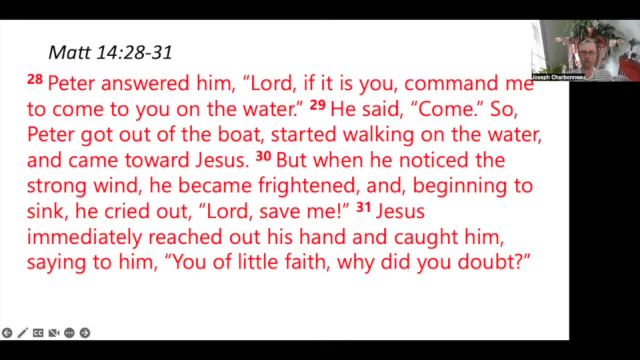 Matt 14:28-31
28 Peter answered him, “Lord, if it is you, command me
to come to you on the water.” 29 He said, “Come.” So,
Peter got out of the boat, started walking on the water,
and came toward Jesus. 30 But when he noticed the
strong wind, he became frightened, and, beginning to
sink, he cried out, “Lord, save me!” 31 Jesus
immediately reached out his hand and caught him,
saying to him, “You of little faith, why did you doubt?”
Joseph Charbonneau
CC